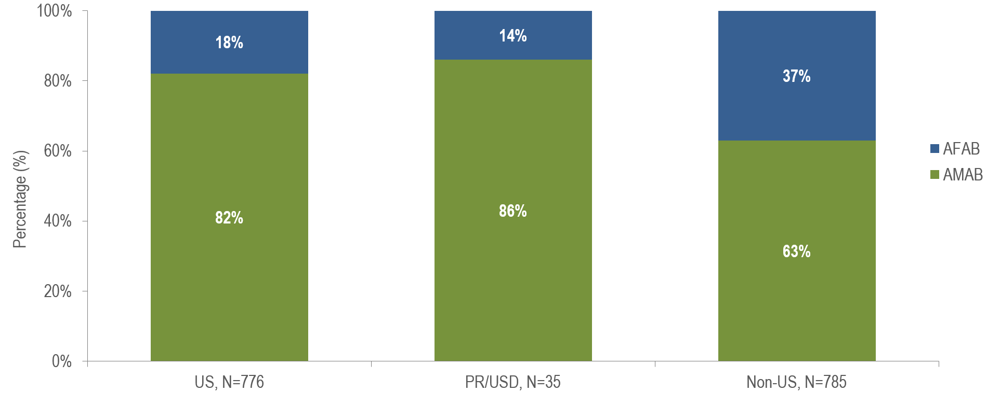 Percentage (%)
100%
80%
60%
40%
20%
0%
18%
82%
14%
86%
37%
63%
US, N=776
PR/USD, N=35
Non-US, N=785
AFAB
AMAB